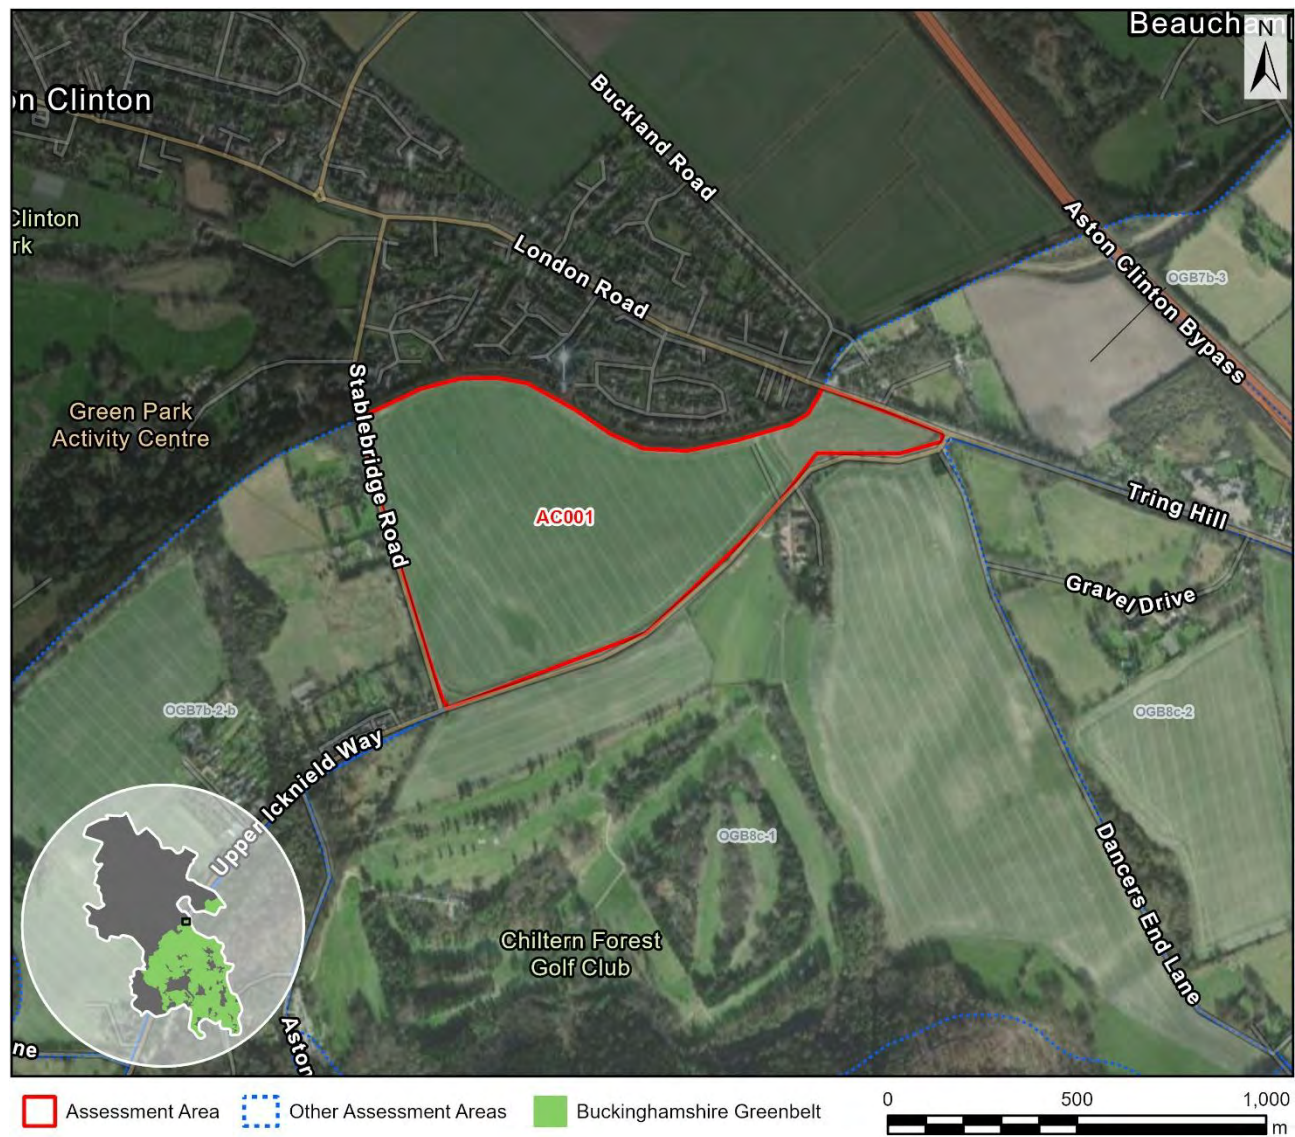 Beauchamp
N
on Clinton
Buckland Road
Clinton
rk
Aston Clinton Bypass
London Road
OGB7b-3
Stablebridge Road
Green Park
Activity Centre
AC001
Tring Hill
Gravel Drive
OGB7b-2-b
OGB8c-2
Upper Icknield Way
OGB8c-1
Dancers End Lane
Chiltern Forest
Golf Club
Aston
ne
Assessment Area
Other Assessment Areas
Buckinghamshire Greenbelt
0 500 1,000
m